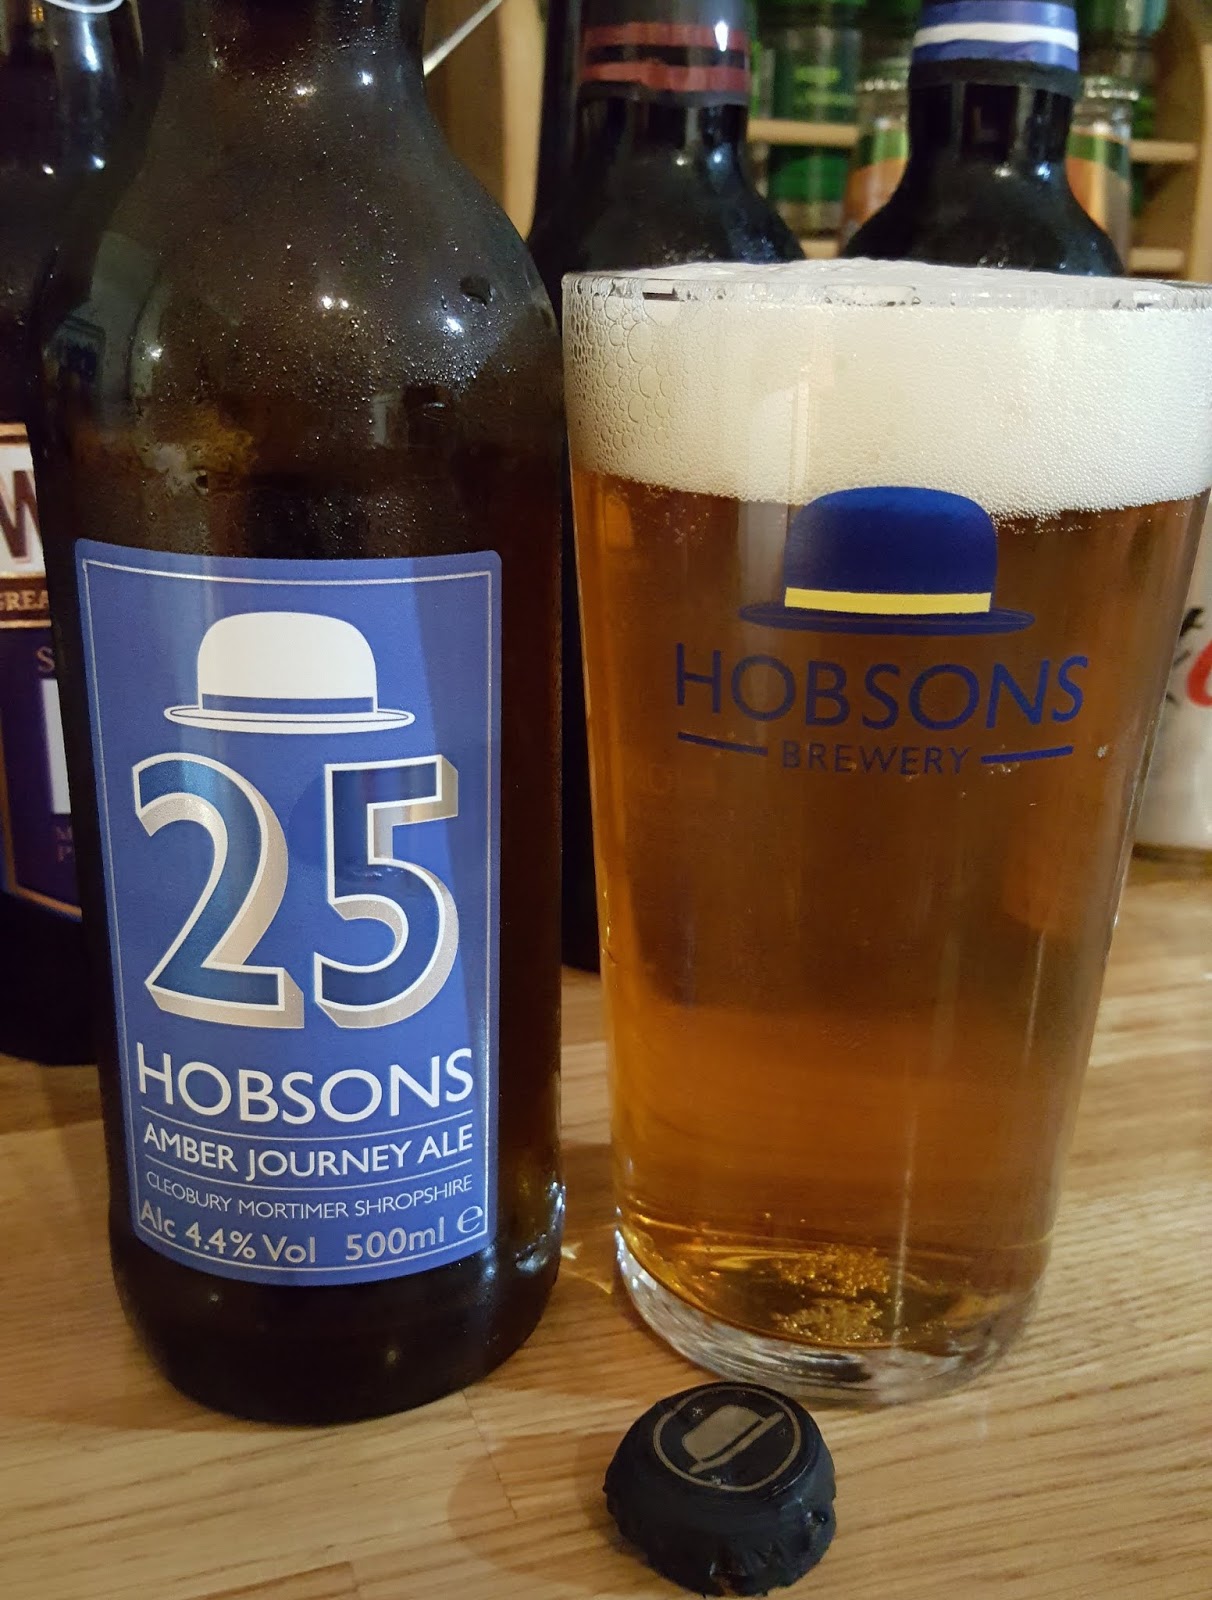 25
HOBSONS
AMBER JOURNEY ALE
CLEOBURY MORTIMER SHROPSHIRE
Alc 4.4% Vol 500ml e
HOBSONS
BREWERY